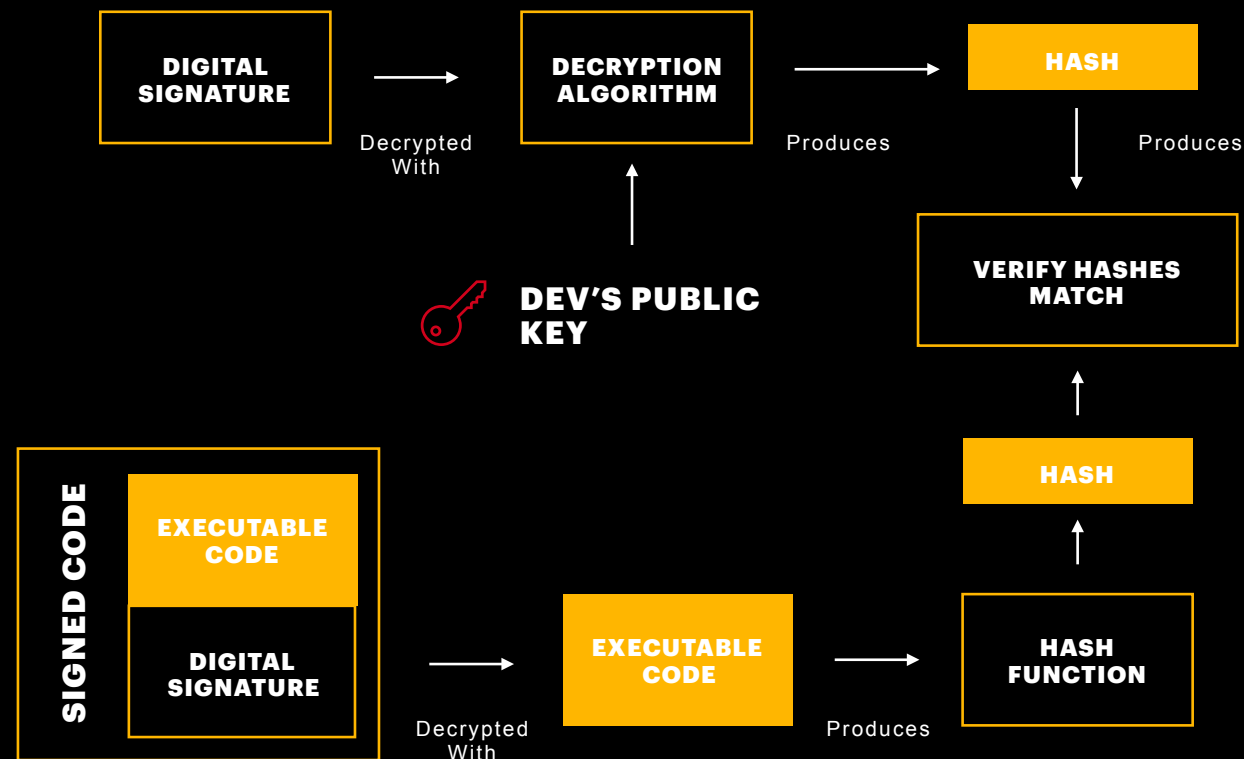 DIGITAL
SIGNATURE
Decrypted
With
DECRYPTION
ALGORITHM
Produces
HASH
Produces
DEV’S PUBLIC
KEY
VERIFY HASHES
MATCH
HASH
SIGNED CODE
EXECUTABLE
CODE
DIGITAL
SIGNATURE
Decrypted
With
EXECUTABLE
CODE
Produces
HASH
FUNCTION